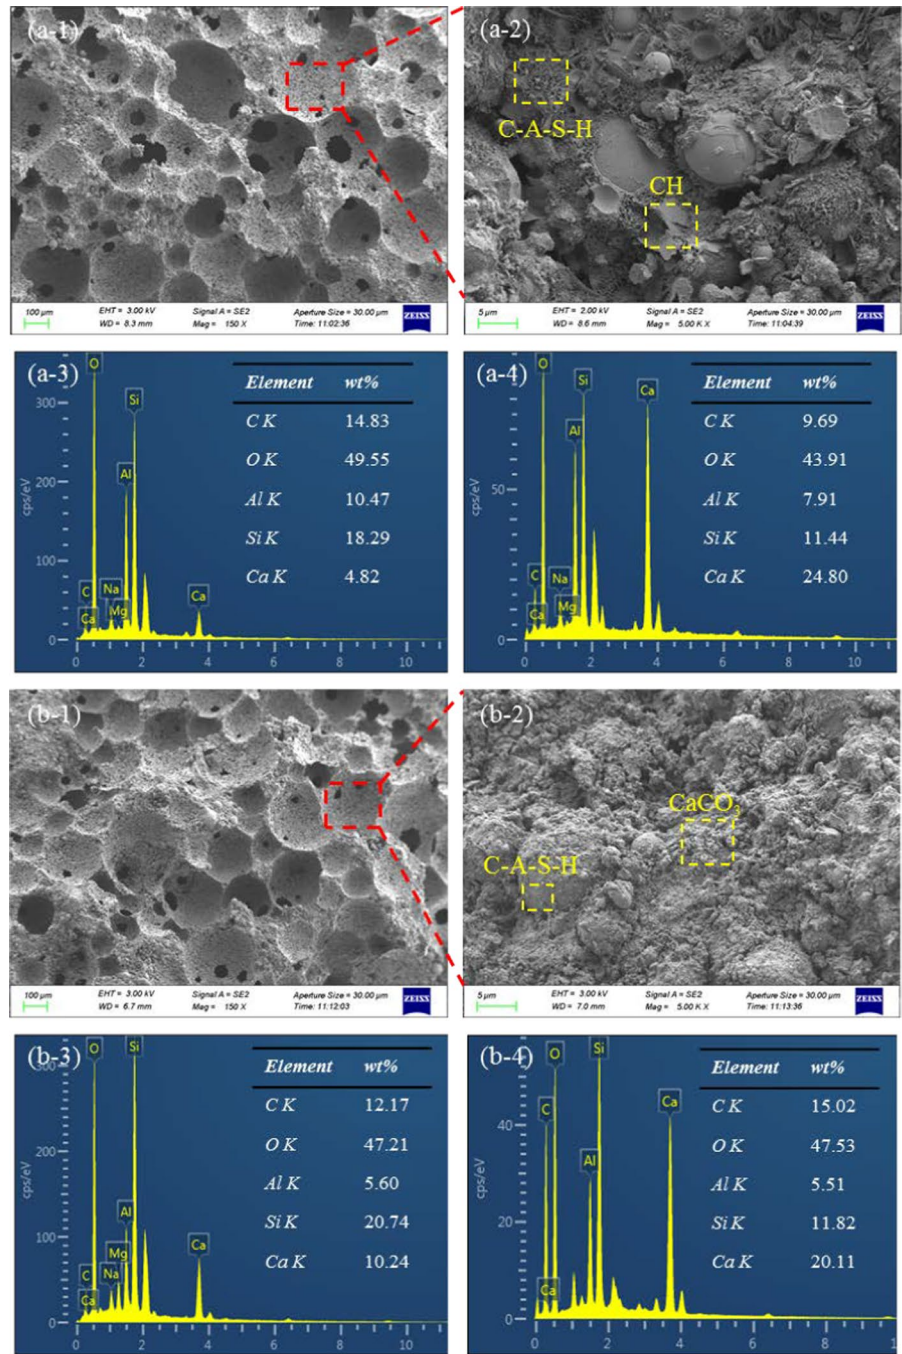 (a-1)
(a-2)
C-A-S-H
CH
100 µm
EHT = 3.00 kV
Signal A = SE2
Aperture Size = 30.00 µm
WD = 8.3 mm
Mag = 150 X
Time: 11:02:36
ZEISS
5 µm
EHT = 2.00 kV
Signal A = SE2
Aperture Size = 30.00 µm
WD = 8.6 mm
Mag = 5.00 K X
Time: 11:04:39
ZEISS
(a-3)
cps/eV
300
200
100
0
O
Si
Al
C
Ca
Na
Mg
Ca
0 2 4 6 8 10
Element wt%
C K 14.83
O K 49.55
Al K 10.47
Si K 18.29
Ca K 4.82
(a-4)
cps/eV
50
0
O
Si
Ca
Al
C
Ca
Na
Mg
0 2 4 6 8 10
Element wt%
C K 9.69
O K 43.91
Al K 7.91
Si K 11.44
Ca K 24.80
(b-1)
(b-2)
CaCO3
C-A-S-H
100 µm
EHT = 3.00 kV
Signal A = SE2
Aperture Size = 30.00 µm
WD = 6.7 mm
Mag = 150 X
Time: 11:12:03
ZEISS
5 µm
EHT = 3.00 kV
Signal A = SE2
Aperture Size = 30.00 µm
WD = 7.0 mm
Mag = 5.00 K X
Time: 11:13:36
ZEISS
(b-3)
cps/eV
300
200
100
0
O
Si
Al
Mg
Na
C
Ca
Ca
0 2 4 6 8 10
Element wt%
C K 12.17
O K 47.21
Al K 5.60
Si K 20.74
Ca K 10.24
(b-4)
cps/eV
40
20
0
O
Si
C
Ca
Al
Ca
0 2 4 6 8 1
Element wt%
C K 15.02
O K 47.53
Al K 5.51
Si K 11.82
Ca K 20.11